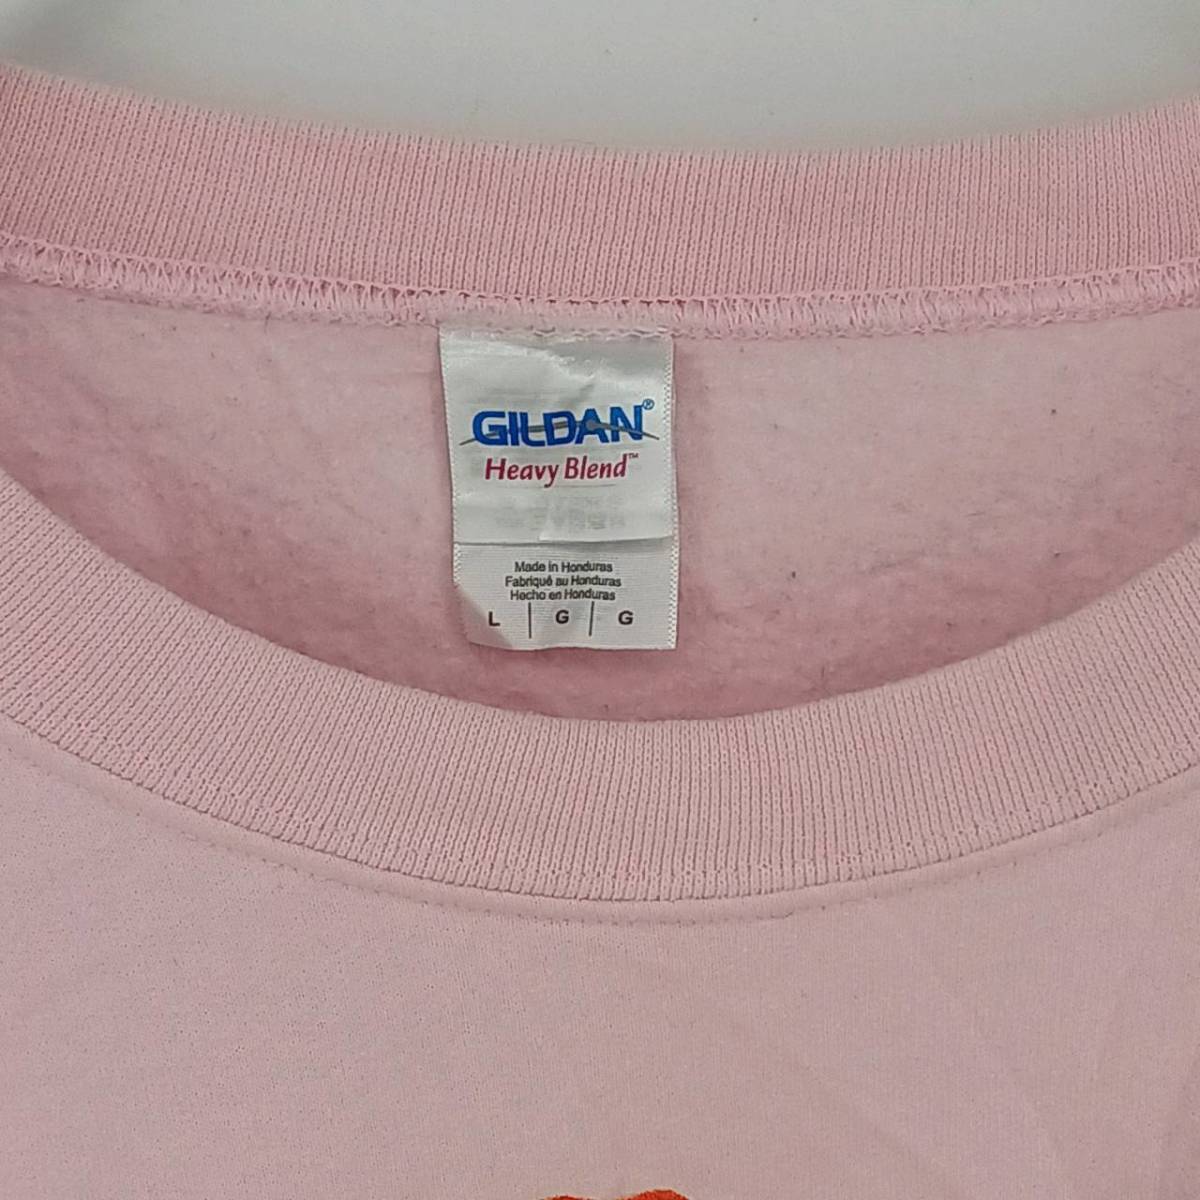 GILDAN®
Heavy Blend™
Made in Honduras
Fabriqué au Honduras
Hecho en Honduras
L | G | G